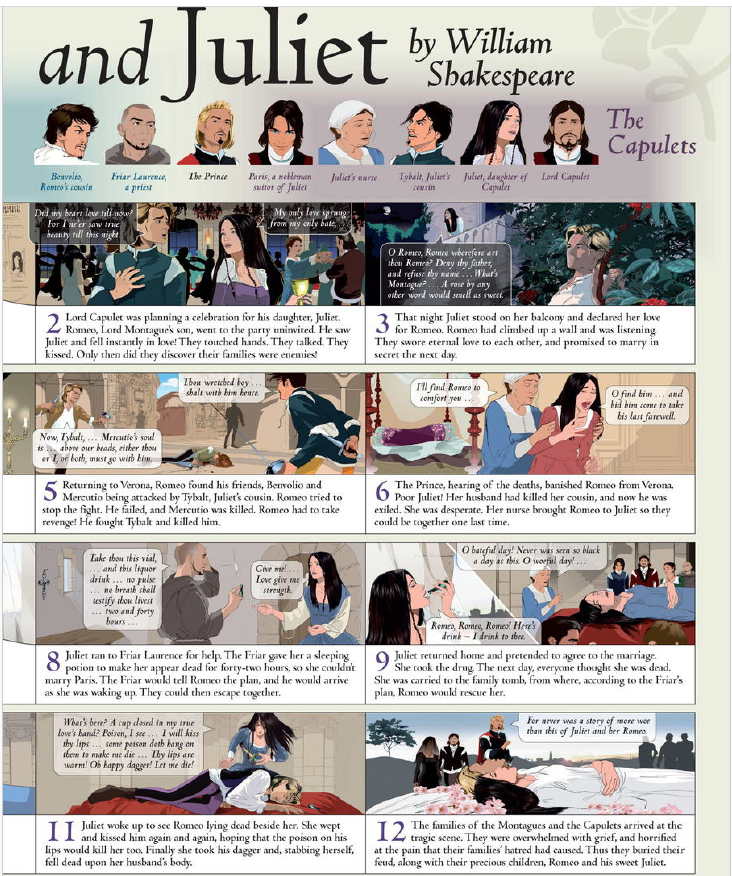 and Juliet
by William
Shakespeare
The
Capulets
Benvolio,
Romeo's cousin
Friar Laurence,
a priest
The Prince
Paris, a nobleman
suitor of Juliet
Juliet's nurse
Tybalt, Juliet's
cousin
Juliet, daughter of
Capulet
Lord Capulet
Did my heart love till now?
For I ne'er saw true
beauty till this night.
My only love sprung
from my only hate, ...
2 Lord Capulet was planning a celebration for his daughter, Juliet.
Romeo, Lord Montague's son, went to the party uninvited. He saw
Juliet and fell instantly in love! They touched hands. They talked. They
kissed. Only then did they discover their families were enemies!
O Romeo, Romeo wherefore art
thou Romeo? Deny thy father,
and refuse thy name ... What's
Montague? ... A rose by any
other word would smell as sweet.
3 That night Juliet stood on her balcony and declared her love
for Romeo. Romeo had climbed up a wall and was listening.
They swore eternal love to each other, and promised to marry in
secret the next day.
Now, Tybalt, ... Mercutio's soul
is ... above our heads, either thou
or I, or both, must go with him.
Thou wretched boy ...
shalt with him hence.
5 Returning to Verona, Romeo found his friends, Benvolio and
Mercutio being attacked by Tybalt, Juliet's cousin. Romeo tried to
stop the fight. He failed, and Mercutio was killed. Romeo had to take
revenge! He fought Tybalt and killed him.
I'll find Romeo to
comfort you ...
O find him ... and
bid him come to take
his last farewell.
6 The Prince, hearing of the deaths, banished Romeo from Verona.
Poor Juliet! Her husband had killed her cousin, and now he was
exiled. She was desperate. Her nurse brought Romeo to Juliet so they
could be together one last time.
Take thou this vial,
... and this liquor
drink ... no pulse
... no breath shall
testify thou livest
... two and forty
hours ...
Give me! ...
Love give me
strength.
8 Juliet ran to Friar Laurence for help. The Friar gave her a sleeping
potion to make her appear dead for forty-two hours, so she couldn't
marry Paris. The Friar would tell Romeo the plan, and he would arrive
as she was waking up. They could then escape together.
O hateful day! Never was seen so black
a day as this. O woeful day! ...
Romeo, Romeo, Romeo! Here's
drink – I drink to thee.
9 Juliet returned home and pretended to agree to the marriage.
She took the drug. The next day, everyone thought she was dead.
She was carried to the family tomb, from where, according to the Friar's
plan, Romeo would rescue her.
What's here? A cup closed in my true
love's hand? Poison, I see ... I will kiss
thy lips ... some poison doth hang on
them to make me die ... Thy lips are
warm! Oh happy dagger! Let me die!
11 Juliet woke up to see Romeo lying dead beside her. She wept
and kissed him again and again, hoping that the poison on his
lips would kill her too. Finally she took his dagger and, stabbing herself,
fell dead upon her husband's body.
For never was a story of more woe
than this of Juliet and her Romeo.
12 The families of the Montagues and the Capulets arrived at the
tragic scene. They were overwhelmed with grief, and horrified
at the pain that their families' hatred had caused. Thus they buried their
feud, along with their precious children, Romeo and his sweet Juliet.